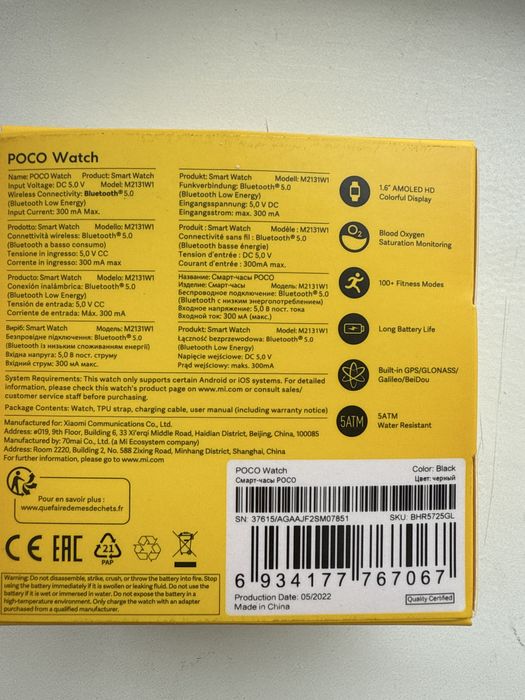 POCO Watch
Name: POCO Watch Product: Smart Watch
Input Voltage: DC 5.0 V Model: M2131W1
Wireless Connectivity: Bluetooth® 5.0
(Bluetooth Low Energy)
Input Current: 300 mA Max.
Prodotto: Smart Watch Modello: M2131W1
Connettività wireless: Bluetooth® 5.0
(Bluetooth a basso consumo)
Tensione in ingresso: 5,0 V CC
Corrente in ingresso: 300 mA max
Producto: Smart Watch Modelo: M2131W1
Conexión inalámbrica: Bluetooth® 5.0
(Bluetooth Low Energy)
Tensión de entrada: 5,0 V CC
Corriente de entrada: Máx. 300 mA
Виріб: Smart Watch Модель: M2131W1
Безпровідне підключення: Bluetooth® 5.0
(Bluetooth із низьким споживанням енергії)
Вхідна напруга: 5,0 В пост. струму
Вхідний струм: 300 мА макс.
Produkt: Smart Watch Modell: M2131W1
Funkverbindung: Bluetooth® 5.0
(Bluetooth Low Energy)
Eingangsspannung: 5,0 V DC
Eingangsstrom: max. 300 mA
Produit : Smart Watch Modèle : M2131W1
Connectivité sans fil : Bluetooth® 5.0
(Bluetooth basse énergie)
Tension d'entrée : DC 5,0 V
Courant d'entrée : 300mA max.
Название: Смарт-часы POCO
Изделие: Смарт-часы Модель: M2131W1
Беспроводное подключение: Bluetooth® 5.0
(Bluetooth с низким энергопотреблением)
Входное напряжение: 5,0 В пост. тока
Входной ток: 300 мА (макс.)
Produkt: Smart Watch Model: M2131W1
Łączność bezprzewodowa: Bluetooth® 5.0
(Bluetooth Low Energy)
Napięcie wejściowe: DC 5,0 V
Prąd wejściowy: maks. 300mA
1.6" AMOLED HD
Colorful Display
O2
Blood Oxygen
Saturation Monitoring
100+ Fitness Modes
Long Battery Life
Built-in GPS/GLONASS/
Galileo/BeiDou
5ATM
5ATM
Water Resistant
System Requirements: This watch only supports certain Android or iOS systems. For detailed
information, please check this watch's product page on www.mi.com or consult sales/
customer service staff before purchasing.
Package Contents: Watch, TPU strap, charging cable, user manual (including warranty notice)
Manufactured for: Xiaomi Communications Co., Ltd.
Address: #019, 9th Floor, Building 6, 33 Xi'erqi Middle Road, Haidian District, Beijing, China, 100085
Manufactured by: 70mai Co., Ltd. (a Mi Ecosystem company)
Address: Room 2220, Building 2, No. 588 Zixing Road, Minhang District, Shanghai, China
For further information, please go to www.mi.com
Pour en savoir plus :
www.quefairedemesdechets.fr
CE EAC 21
PAP
Warning: Do not disassemble, strike, crush, or throw the battery into fire. Stop
using the battery immediately if it is swollen or leaking fluid. Do not use the
battery if it is wet or immersed in water. Do not expose the battery in a
high-temperature environment. Only charge the watch with an adapter
purchased from a qualified manufacturer.
POCO Watch Color: Black
Смарт-часы POCO Цвет: черный
SN: 37615/AGAAJF2SM07851 SKU: BHR5725GL
6 934177 767067
Production Date: 05/2022
Made in China
Quality Certified